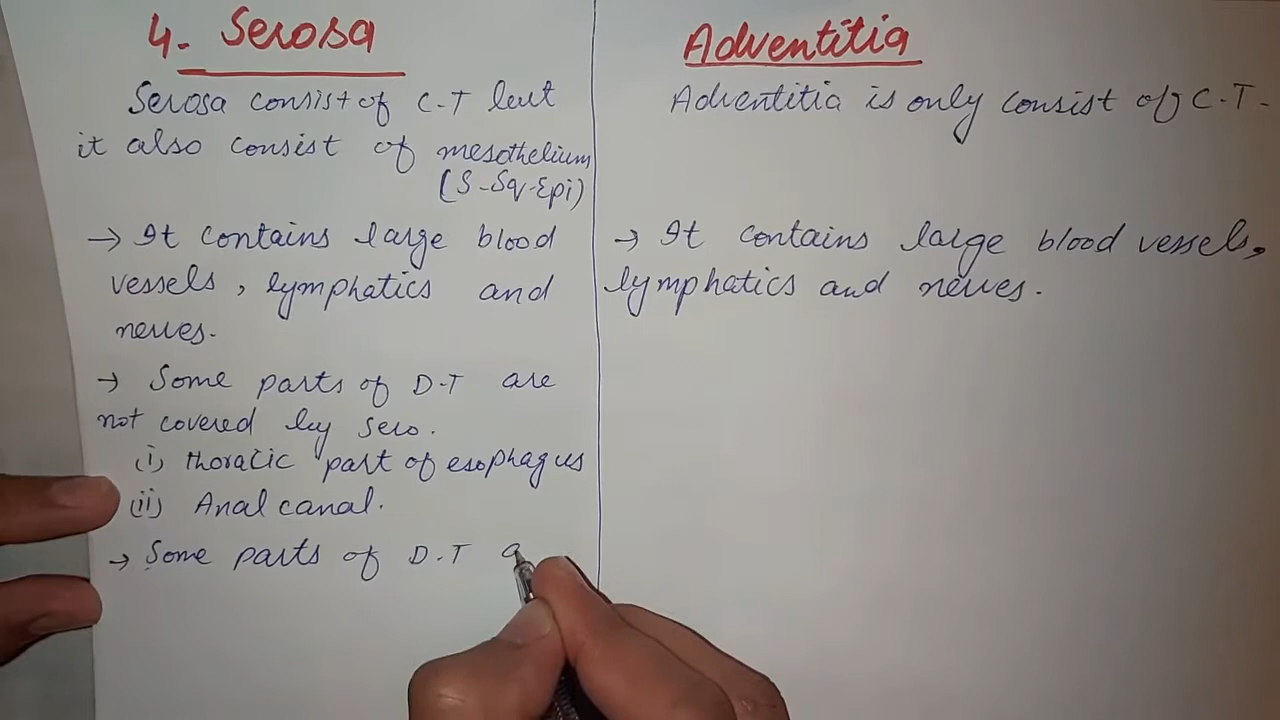 4. Serosa
Serosa consist of C-T but
it also consist of mesothelium
(S-Sq-Epi)
→ It contains large blood
vessels, lymphatics and
nerves.
→ Some parts of D-T are
not covered by sero.
(i) thoratic part of esophagus
(ii) Anal canal.
→ Some parts of D-T a
Adventitia
Adventitia is only consist of C.T-
→ It contains large blood vessels,
lymphatics and nerves.